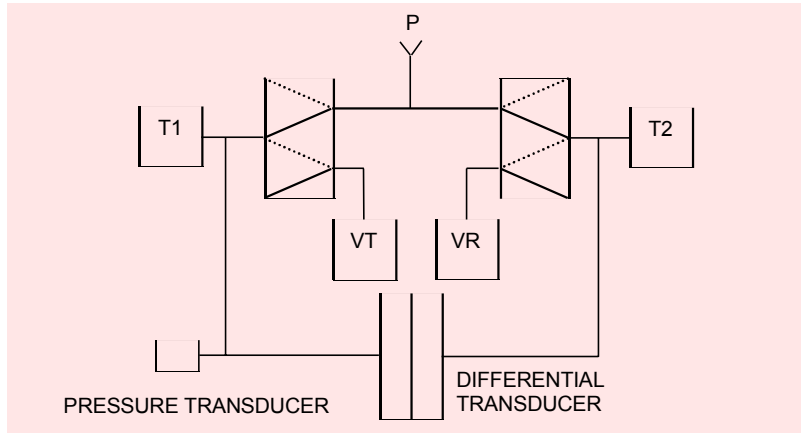 P
T1
T2
VT
VR
PRESSURE TRANSDUCER
DIFFERENTIAL
TRANSDUCER